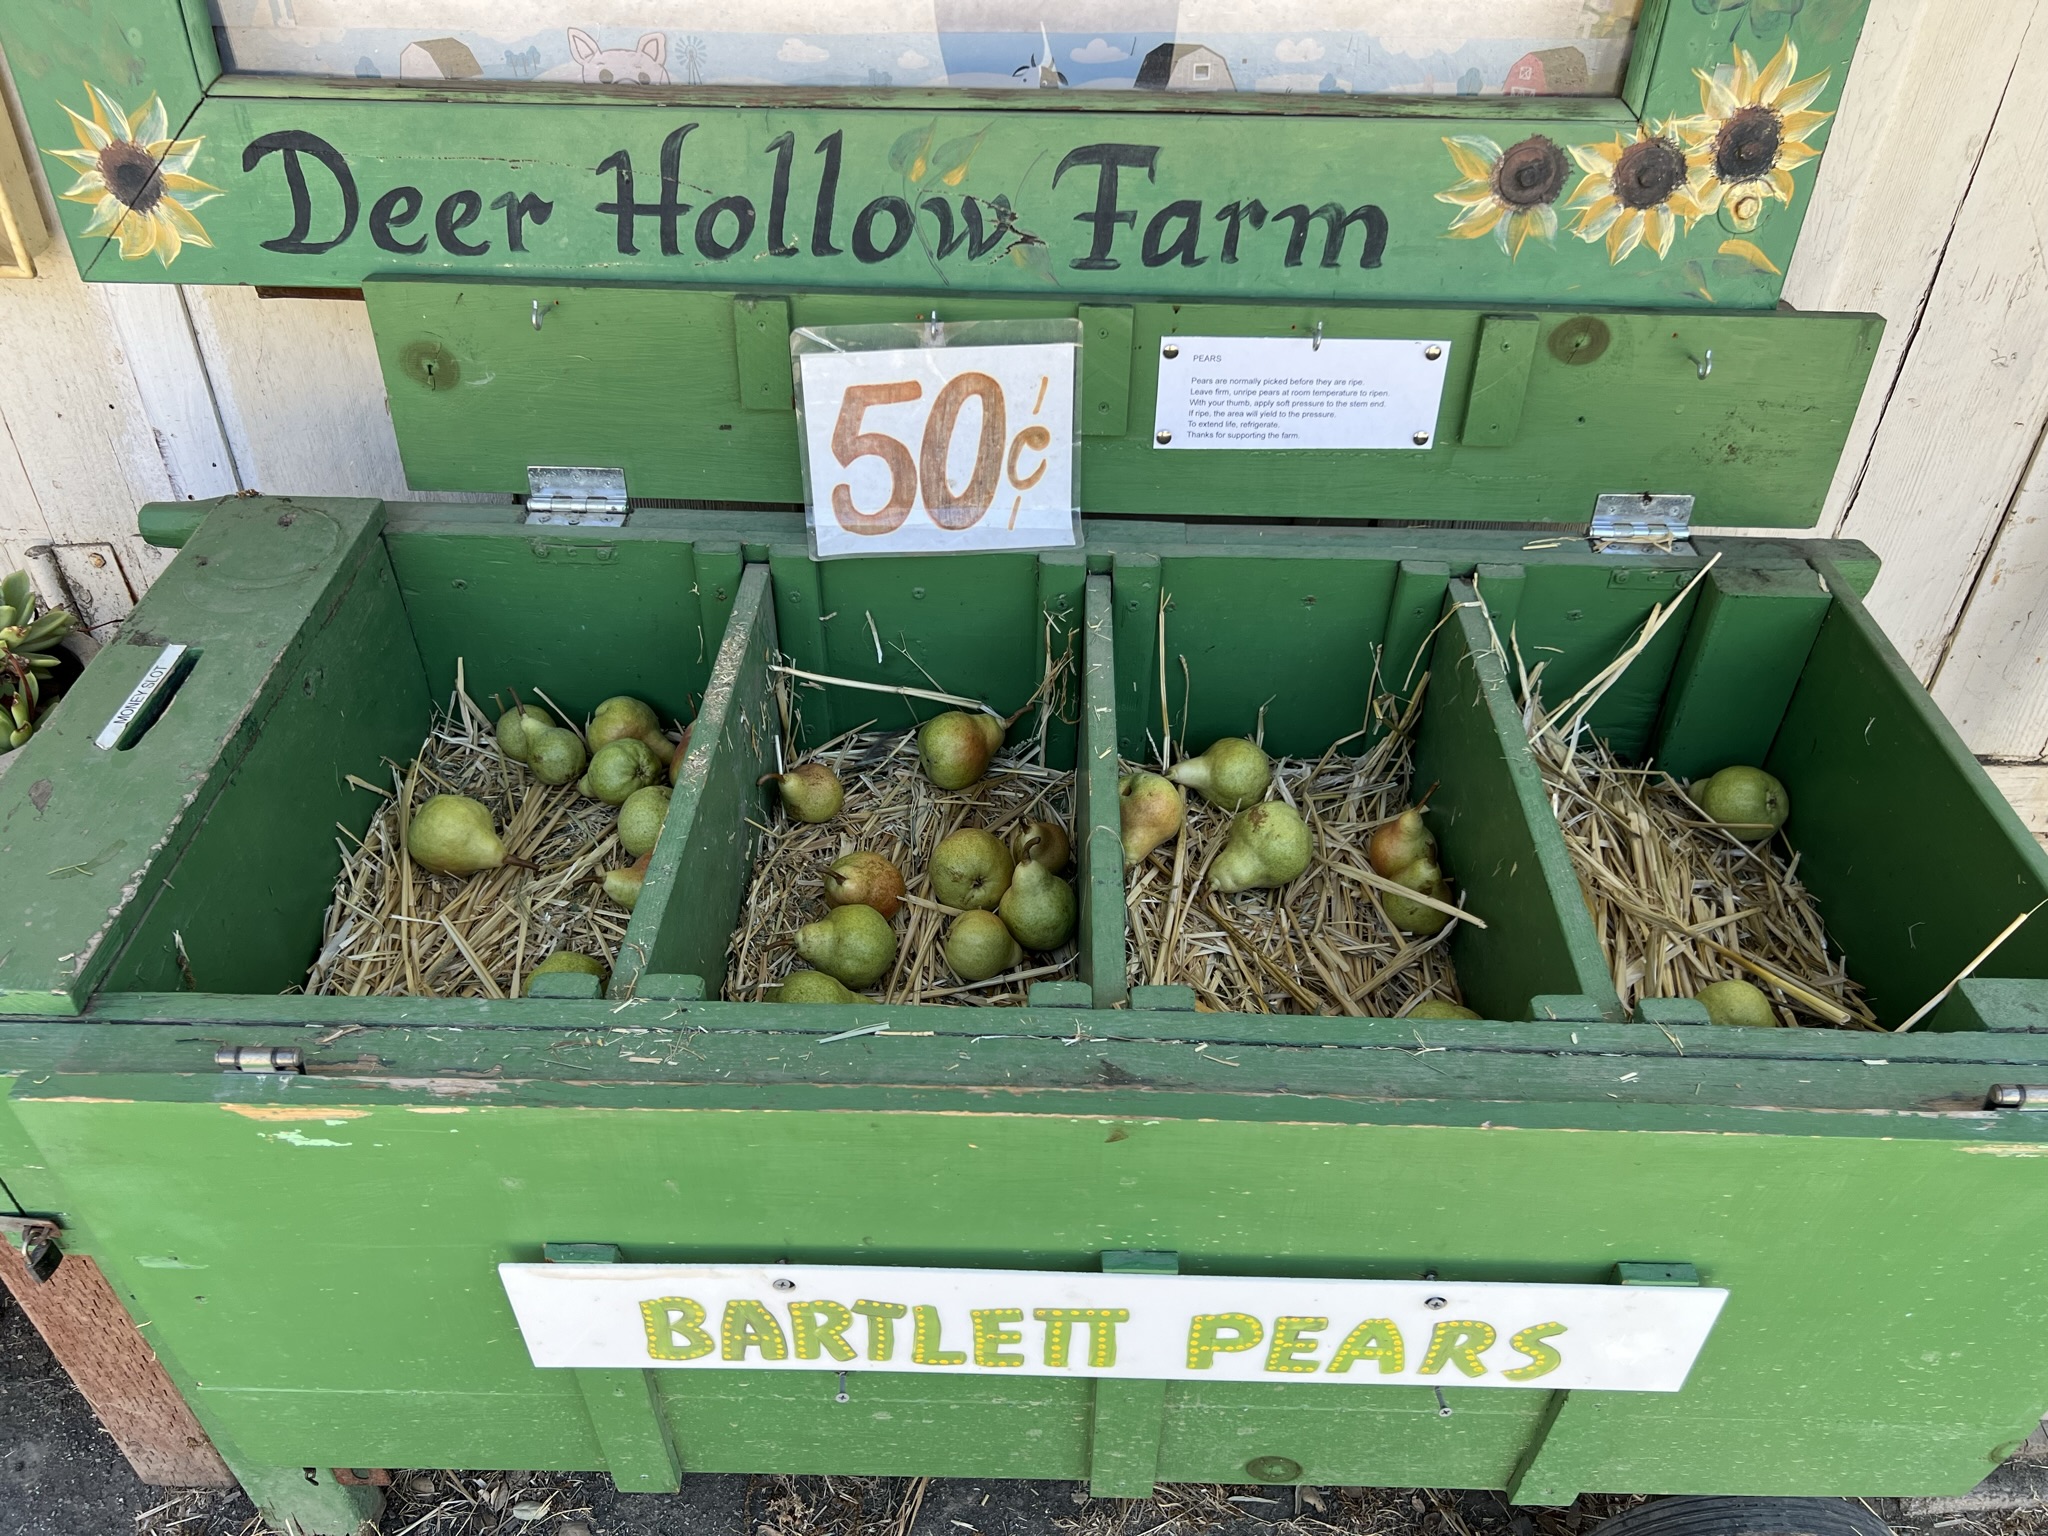 Deer Hollow Farm
50¢
PEARS
Pears are normally picked before they are ripe.
Leave firm, unripe pears at room temperature to ripen.
With your thumb, apply soft pressure to the stem end.
If ripe, the area will yield to the pressure.
To extend life, refrigerate.
Thanks for supporting the farm.
MONEY SLOT
BARTLETT PEARS